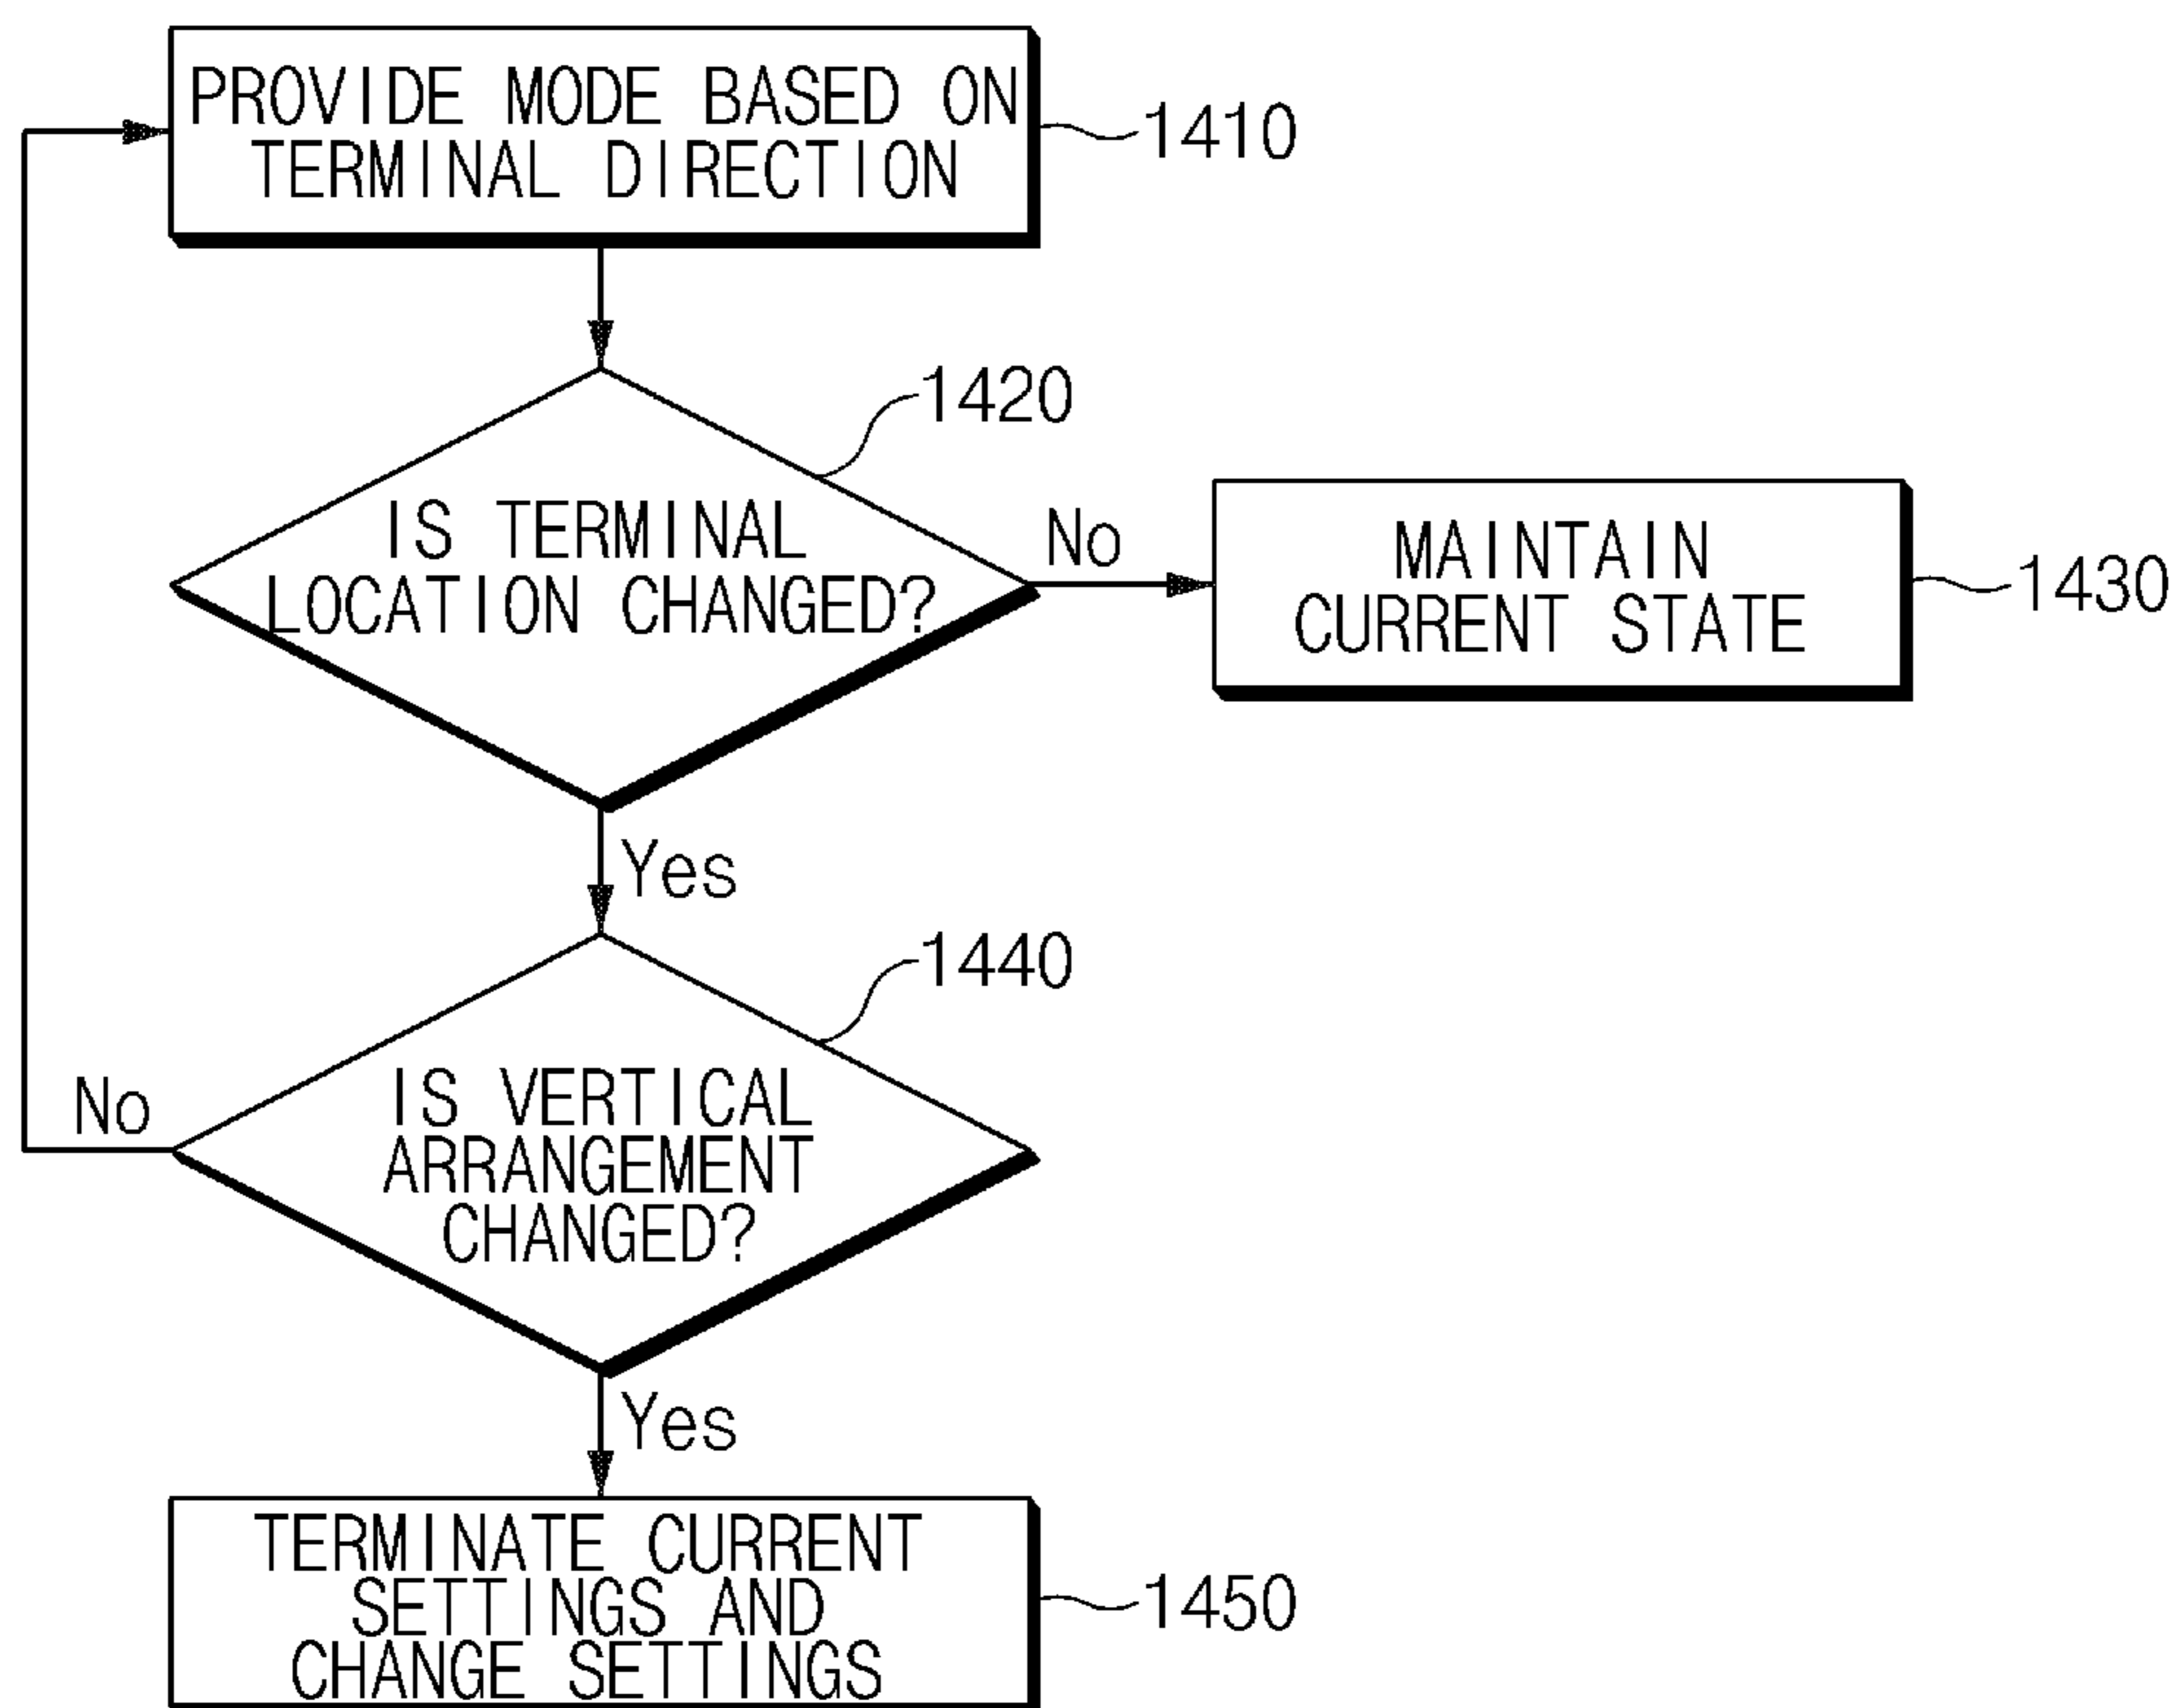 PROVIDE MODE BASED ON
TERMINAL DIRECTION
1410
1420
IS TERMINAL
LOCATION CHANGED?
No
MAINTAIN
CURRENT STATE
1430
Yes
1440
IS VERTICAL
ARRANGEMENT
CHANGED?
No
Yes
TERMINATE CURRENT
SETTINGS AND
CHANGE SETTINGS
1450